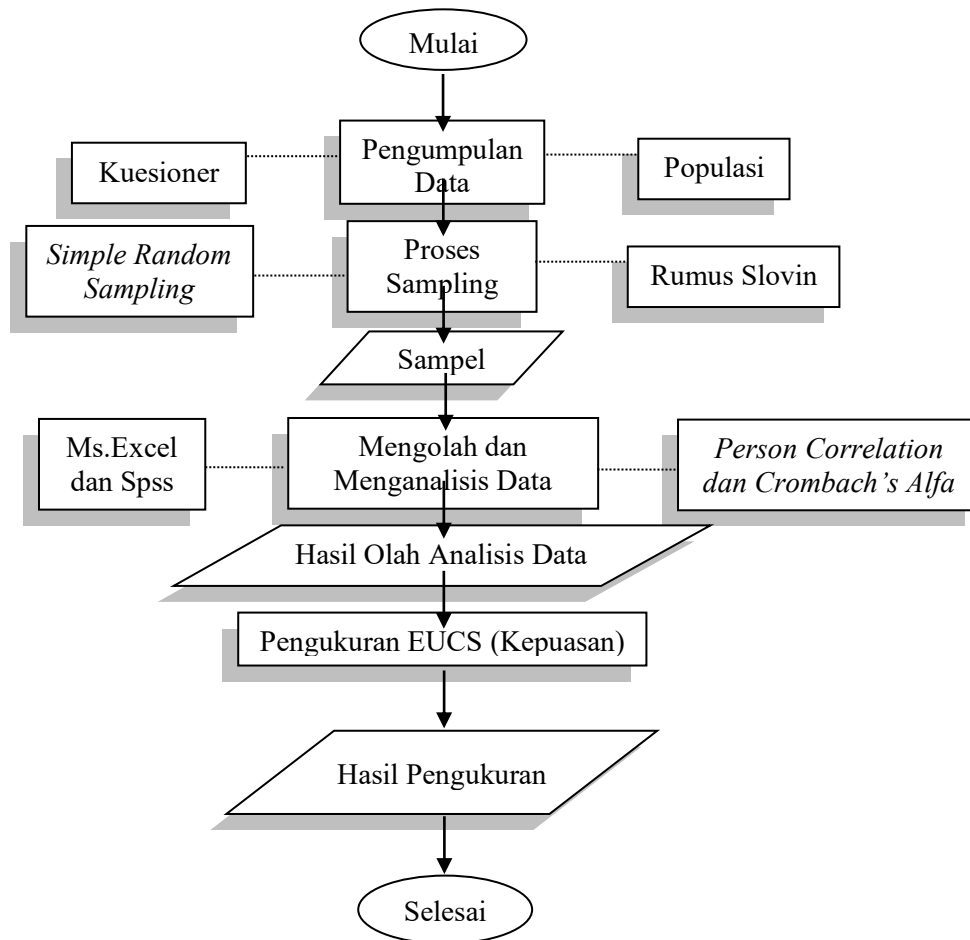 Mulai
Kuesioner
Pengumpulan
Data
Populasi
Simple Random
Sampling
Proses
Sampling
Rumus Slovin
Sampel
Ms.Excel
dan Spss
Mengolah dan
Menganalisis Data
Person Correlation
dan Crombach’s Alfa
Hasil Olah Analisis Data
Pengukuran EUCS (Kepuasan)
Hasil Pengukuran
Selesai